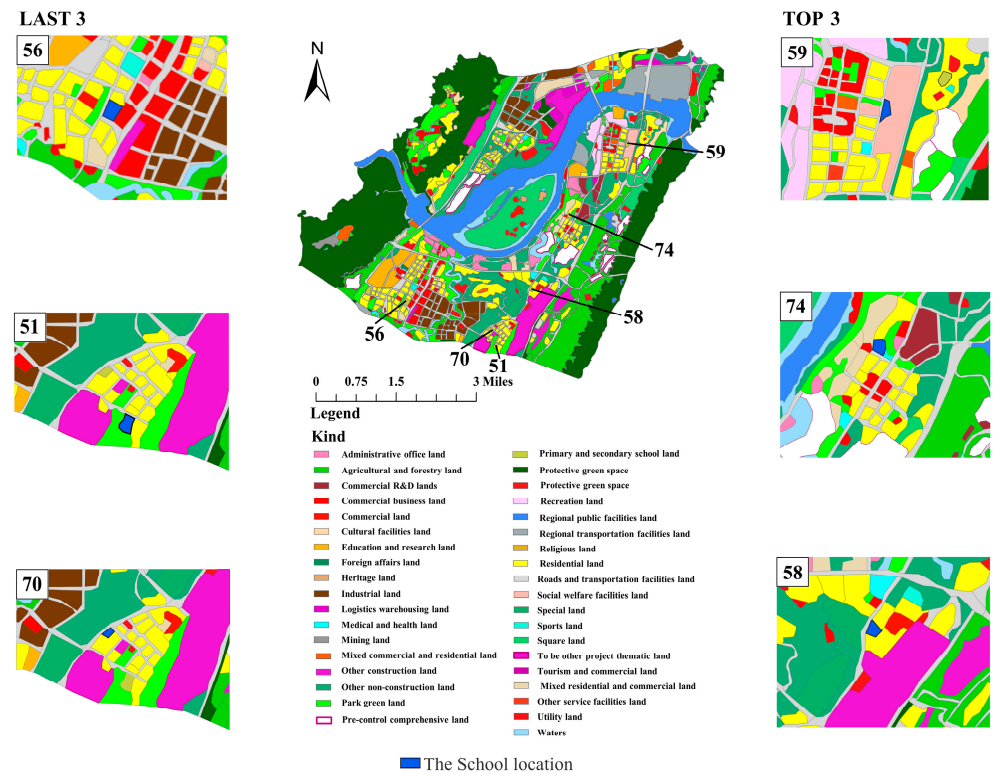 LAST 3
TOP 3
56
N
59
59
74
51
56
58
70
51
74
0 0.75 1.5 3 Miles
Legend
Kind
Administrative office land
Agricultural and forestry land
Commercial R&D lands
Commercial business land
Commercial land
Cultural facilities land
Education and research land
Foreign affairs land
Heritage land
Industrial land
Logistics warehousing land
Medical and health land
Mining land
Mixed commercial and residential land
Other construction land
Other non-construction land
Park green land
Pre-control comprehensive land
Primary and secondary school land
Protective green space
Protective green space
Recreation land
Regional public facilities land
Regional transportation facilities land
Religious land
Residential land
Roads and transportation facilities land
Social welfare facilities land
Special land
Sports land
Square land
To be other project thematic land
Tourism and commercial land
Mixed residential and commercial land
Other service facilities land
Utility land
Waters
70
58
The School location